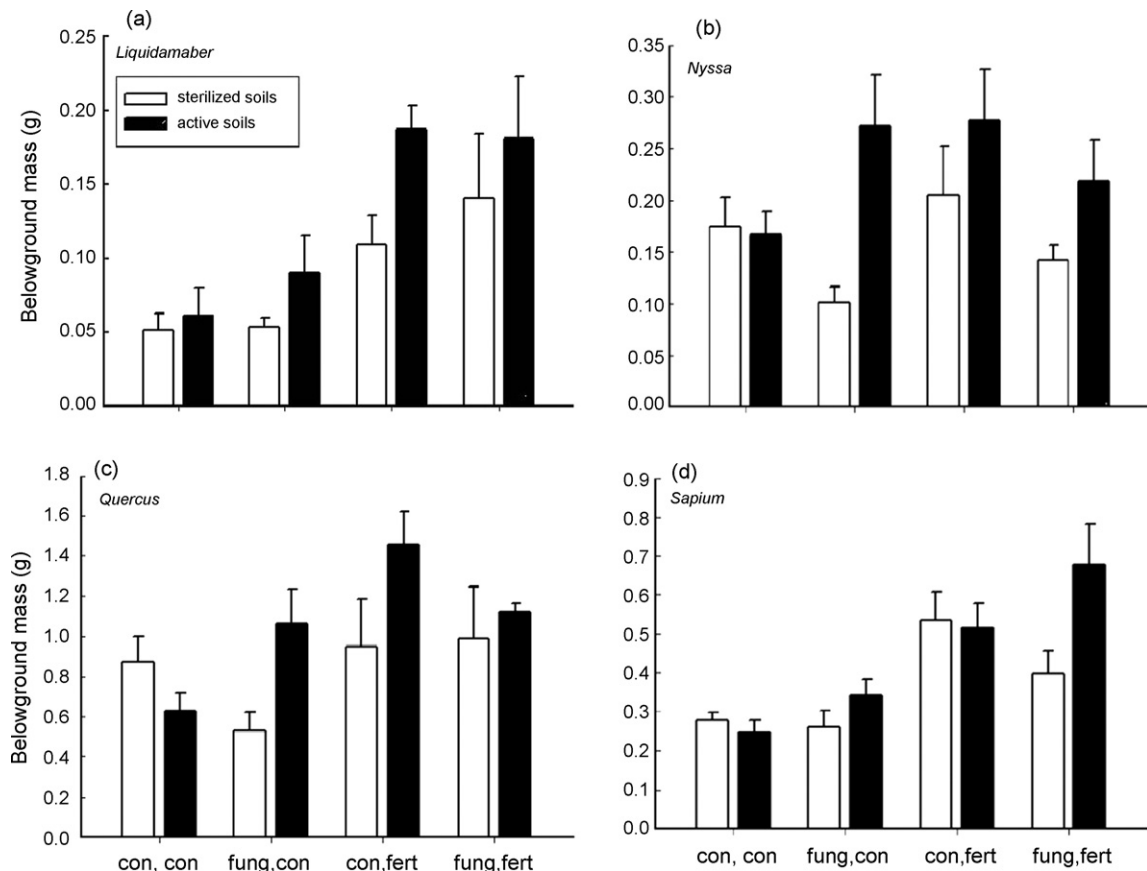 (a)
Liquidamaber
sterilized soils
active soils
Belowground mass (g)
0.25
0.20
0.15
0.10
0.05
0.00
(b)
Nyssa
0.35
0.30
0.25
0.20
0.15
0.10
0.05
0.00
(c)
Quercus
Belowground mass (g)
1.8
1.6
1.4
1.2
1.0
0.8
0.6
0.4
0.2
0.0
con, con fung,con con,fert fung,fert
(d)
Sapium
0.9
0.8
0.7
0.6
0.5
0.4
0.3
0.2
0.1
0.0
con, con fung,con con,fert fung,fert